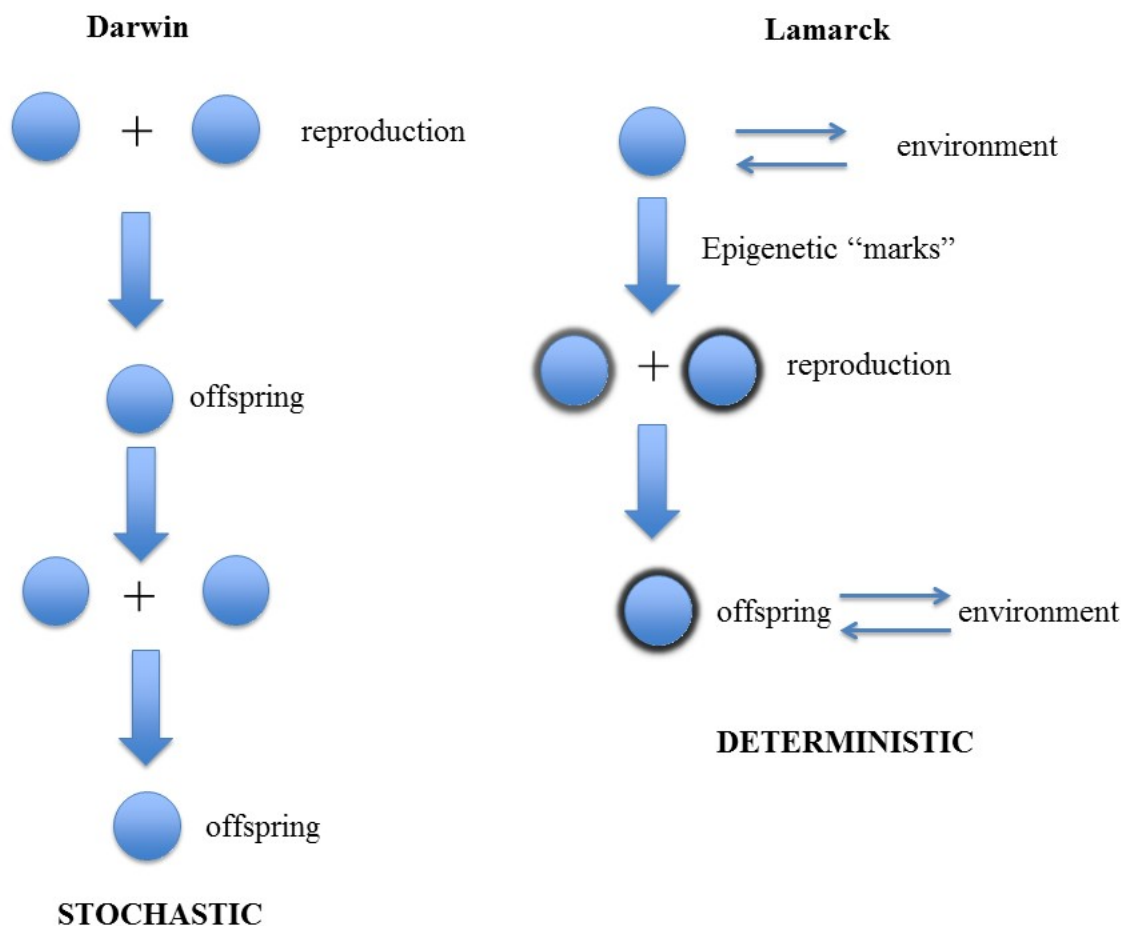 Darwin
+
reproduction
offspring
+
offspring
STOCHASTIC
Lamarck
environment
Epigenetic “marks”
+
reproduction
offspring
environment
DETERMINISTIC